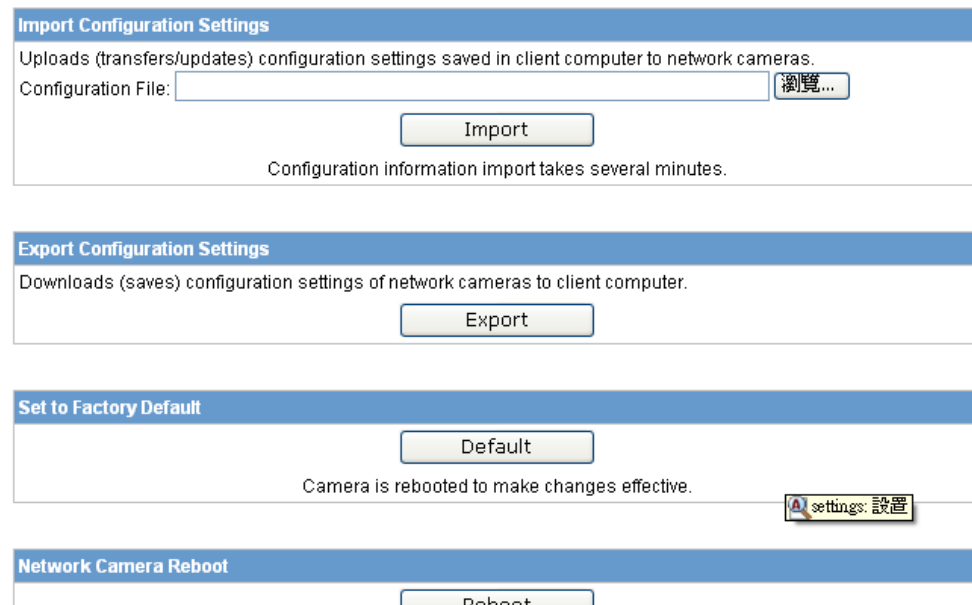 Import Configuration Settings
Uploads (transfers/updates) configuration settings saved in client computer to network cameras.
Configuration File: 瀏覽...
Import
Configuration information import takes several minutes.
Export Configuration Settings
Downloads (saves) configuration settings of network cameras to client computer.
Export
Set to Factory Default
Default
Camera is rebooted to make changes effective.
settings: 設置
Network Camera Reboot
Reboot